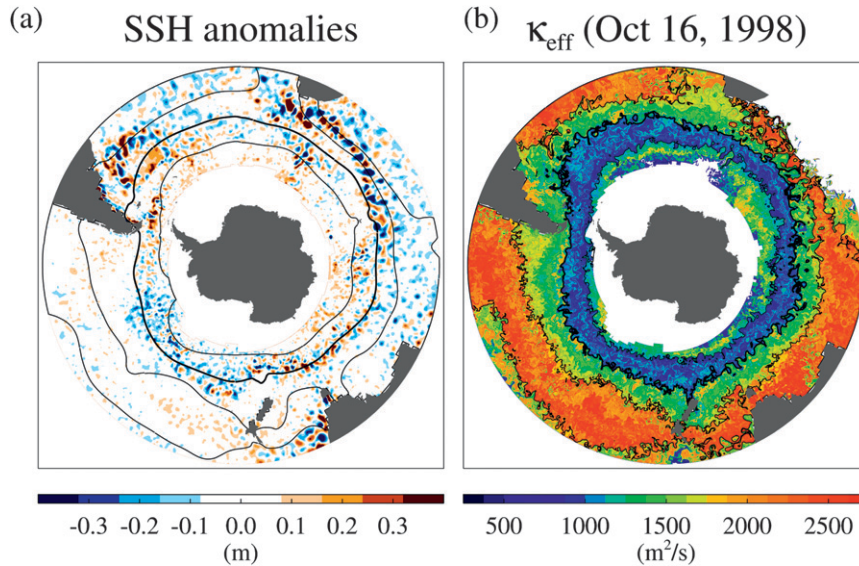 (a) SSH anomalies
(b) κeff (Oct 16, 1998)
-0.3 -0.2 -0.1 0.0 0.1 0.2 0.3
(m)
500 1000 1500 2000 2500
(m²/s)